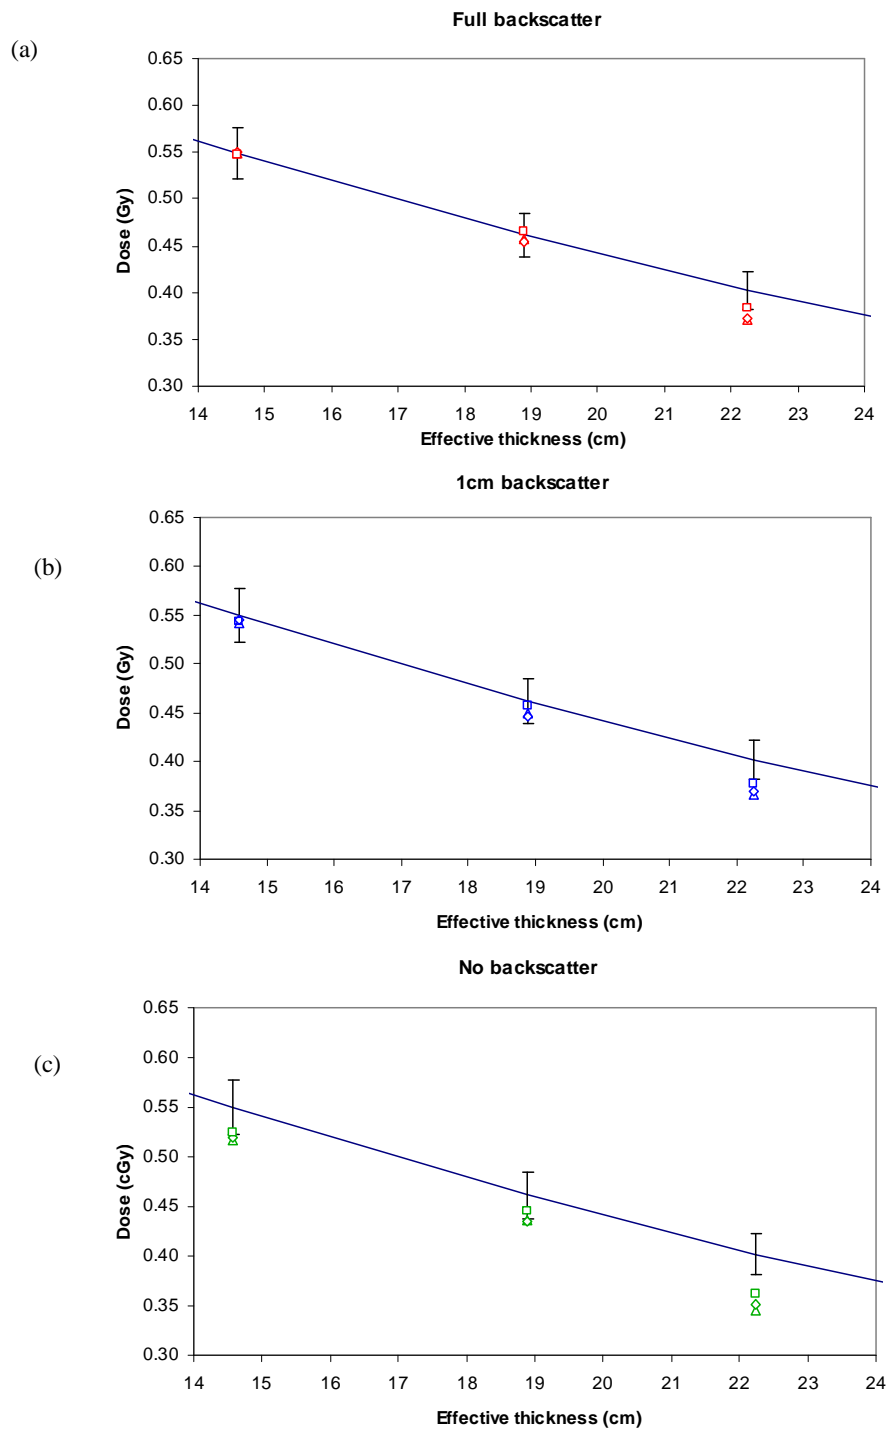 Full backscatter
(a)
0.65
0.60
0.55
0.50
0.45
0.40
0.35
0.30
Dose (Gy)
14 15 16 17 18 19 20 21 22 23 24
Effective thickness (cm)
1cm backscatter
(b)
0.65
0.60
0.55
0.50
0.45
0.40
0.35
0.30
Dose (Gy)
14 15 16 17 18 19 20 21 22 23 24
Effective thickness (cm)
No backscatter
(c)
0.65
0.60
0.55
0.50
0.45
0.40
0.35
0.30
Dose (cGy)
14 15 16 17 18 19 20 21 22 23 24
Effective thickness (cm)